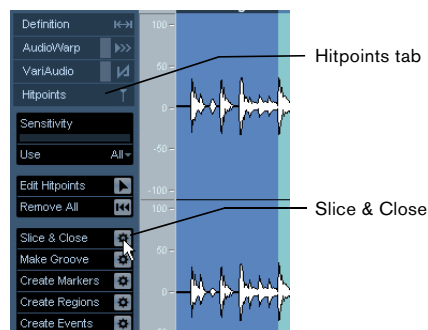 Definition
AudioWarp
VariAudio
Hitpoints
Hitpoints tab
Sensitivity
Use All
Edit Hitpoints
Remove All
Slice & Close
Slice & Close
Make Groove
Create Markers
Create Regions
Create Events
100
50
0
-50
-100
100
50
0